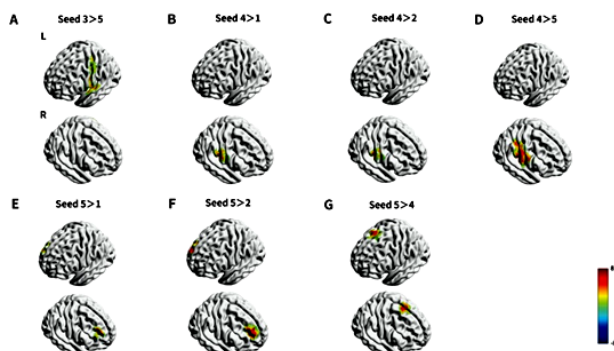 A Seed 3>5
B Seed 4>1
C Seed 4>2
D Seed 4>5
L
R
E Seed 5>1
F Seed 5>2
G Seed 5>4